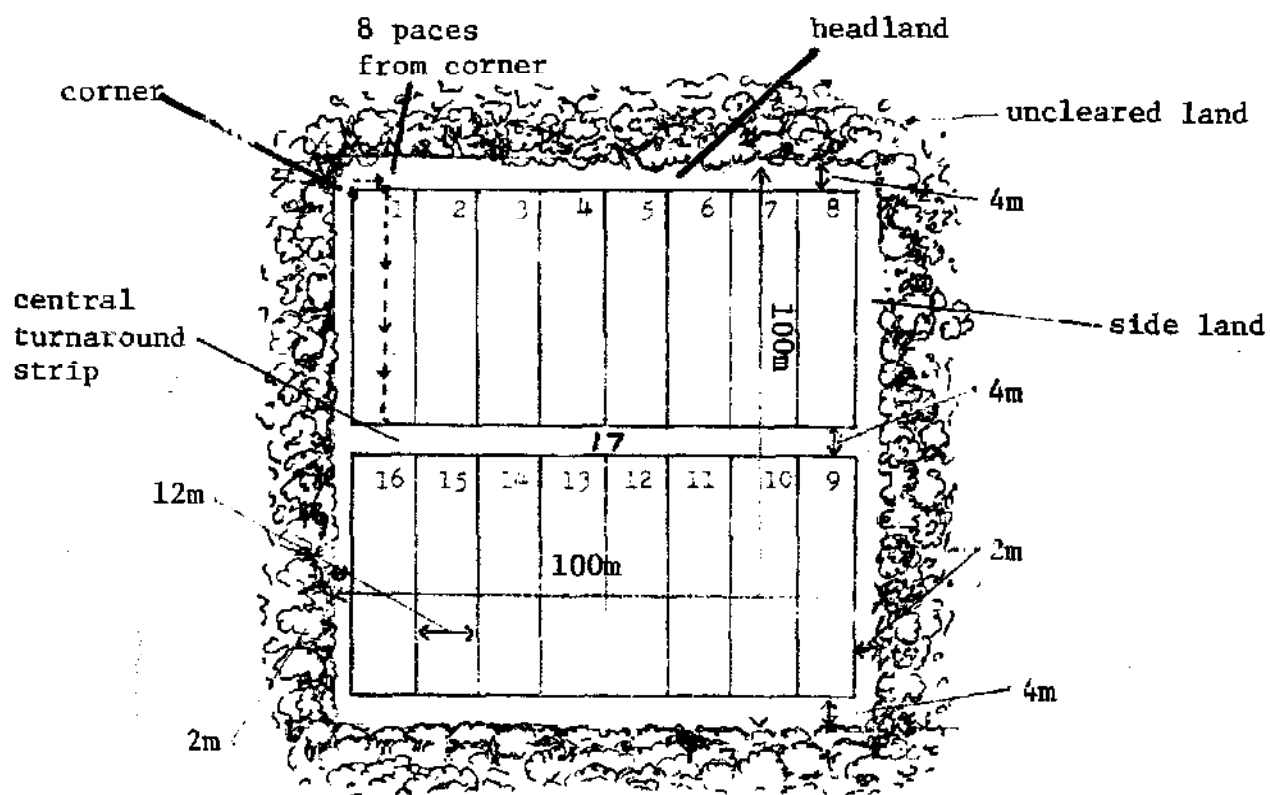 8 paces
from corner
headland
corner
uncleared land
4m
1 2 3 4 5 6 7 8
100m
side land
central
turnaround
strip
4m
17
16 15 14 13 12 11 10 9
12m
100m
2m
4m
2m